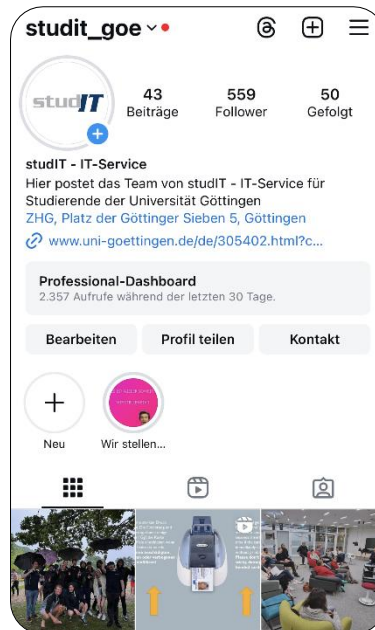 studit_goe
studIT
43
Beiträge
559
Follower
50
Gefolgt
studIT - IT-Service
Hier postet das Team von studIT - IT-Service für
Studierende der Universität Göttingen
ZHG, Platz der Göttinger Sieben 5, Göttingen
www.uni-goettingen.de/de/305402.html?c...
Professional-Dashboard
2.357 Aufrufe während der letzten 30 Tage.
Bearbeiten
Profil teilen
Kontakt
Neu
Wir stellen...